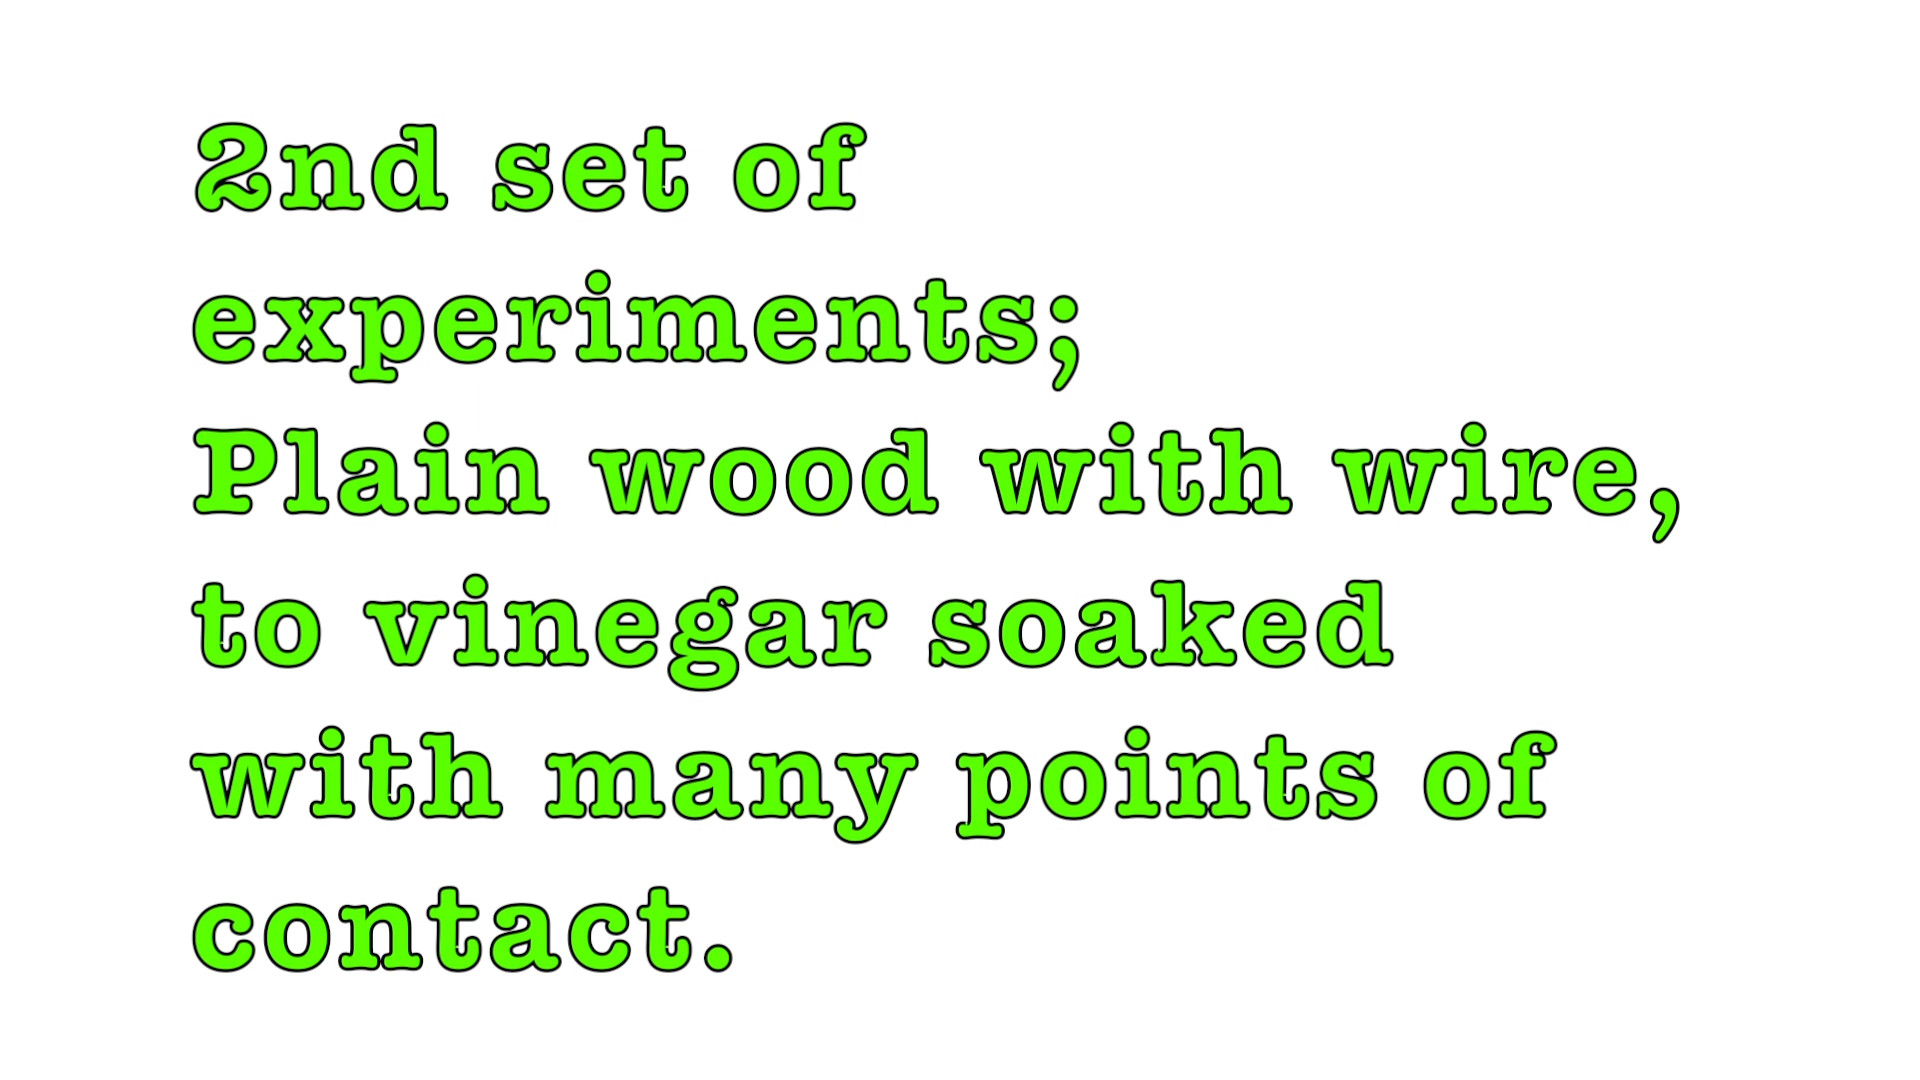 2nd set of
experiments;
Plain wood with wire,
to vinegar soaked
with many points of
contact.